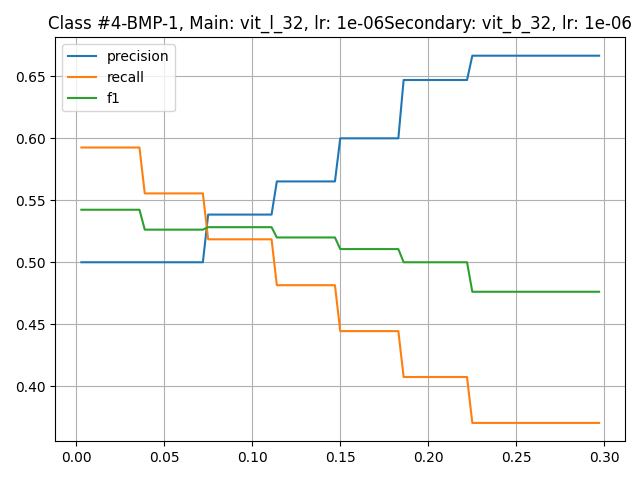 Class #4-BMP-1, Main: vit_l_32, lr: 1e-06Secondary: vit_b_32, lr: 1e-06
precision
recall
f1
0.65
0.60
0.55
0.50
0.45
0.40
0.00 0.05 0.10 0.15 0.20 0.25 0.30